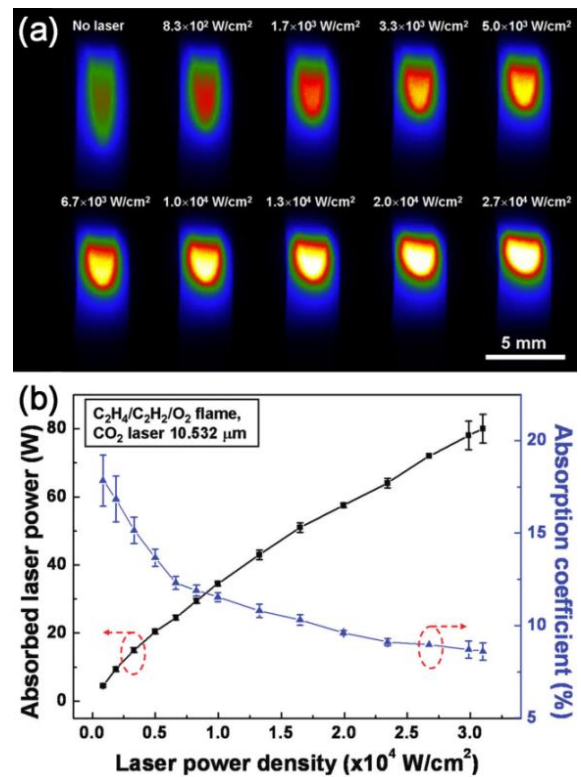 (a)
No laser 8.3×10² W/cm² 1.7×10³ W/cm² 3.3×10³ W/cm² 5.0×10³ W/cm²
6.7×10³ W/cm² 1.0×10⁴ W/cm² 1.3×10⁴ W/cm² 2.0×10⁴ W/cm² 2.7×10⁴ W/cm²
5 mm
(b)
C₂H₄/C₂H₂/O₂ flame,
CO₂ laser 10.532 μm
Absorbed laser power (W)
80
60
40
20
0
Absorption coefficient (%)
20
15
10
5
0.0 0.5 1.0 1.5 2.0 2.5 3.0
Laser power density (x10⁴ W/cm²)